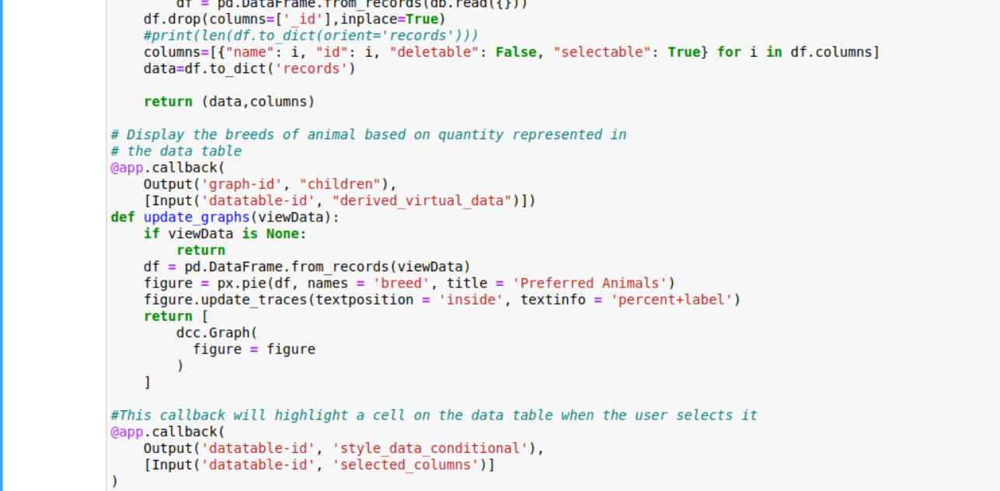 df = pd.DataFrame.from_records(db.read({}))
    df.drop(columns=['_id'],inplace=True)
    #print(len(df.to_dict(orient='records')))
    columns=[{"name": i, "id": i, "deletable": False, "selectable": True} for i in df.columns]
    data=df.to_dict('records')

    return (data,columns)

# Display the breeds of animal based on quantity represented in
# the data table
@app.callback(
    Output('graph-id', "children"),
    [Input('datatable-id', "derived_virtual_data")])
def update_graphs(viewData):
    if viewData is None:
        return
    df = pd.DataFrame.from_records(viewData)
    figure = px.pie(df, names = 'breed', title = 'Preferred Animals')
    figure.update_traces(textposition = 'inside', textinfo = 'percent+label')
    return [
        dcc.Graph(
          figure = figure
        )
    ]

#This callback will highlight a cell on the data table when the user selects it
@app.callback(
    Output('datatable-id', 'style_data_conditional'),
    [Input('datatable-id', 'selected_columns')]
)